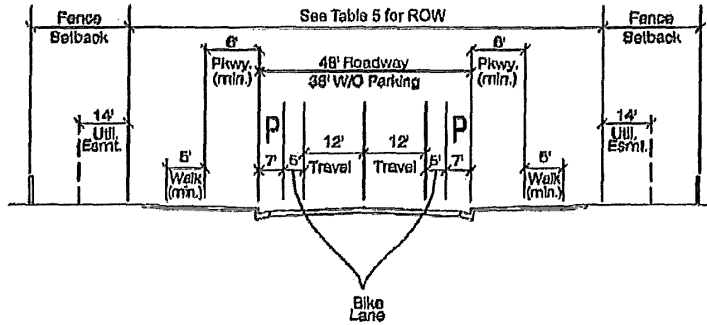 Fence
Setback
See Table 5 for ROW
Fence
Setback
6'
Pkwy.
(min.)
48' Roadway
38' W/O Parking
6'
Pkwy.
(min.)
14'
Util.
Esmt.
P
12'
Travel
12'
Travel
P
14'
Util.
Esmt.
5'
Walk
(min.)
7'
5'
5'
7'
5'
Walk
(min.)
Bike
Lane